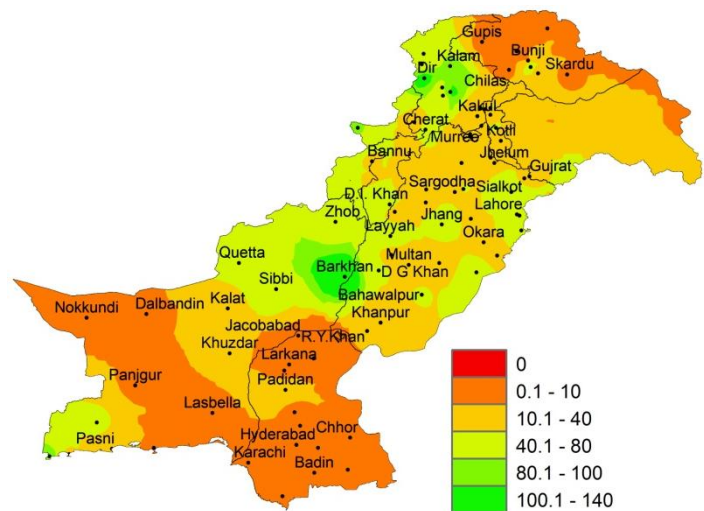 Gupis
Bunji
Kalam
Skardu
Dir
Chilas
Kakul
Cherat
Murree
Kotli
Bannu
Jhelum
Gujrat
Sargodha
Sialkot
D.I. Khan
Lahore
Zhob
Jhang
Layyah
Okara
Quetta
Multan
Barkhan
D G Khan
Sibbi
Bahawalpur
Nokkundi
Dalbandin
Kalat
Khanpur
Jacobabad
R.Y.Khan
Khuzdar
Larkana
Panjgur
Padidan
Lasbella
Pasni
Hyderabad
Chhor
Karachi
Badin
0
0.1 - 10
10.1 - 40
40.1 - 80
80.1 - 100
100.1 - 140